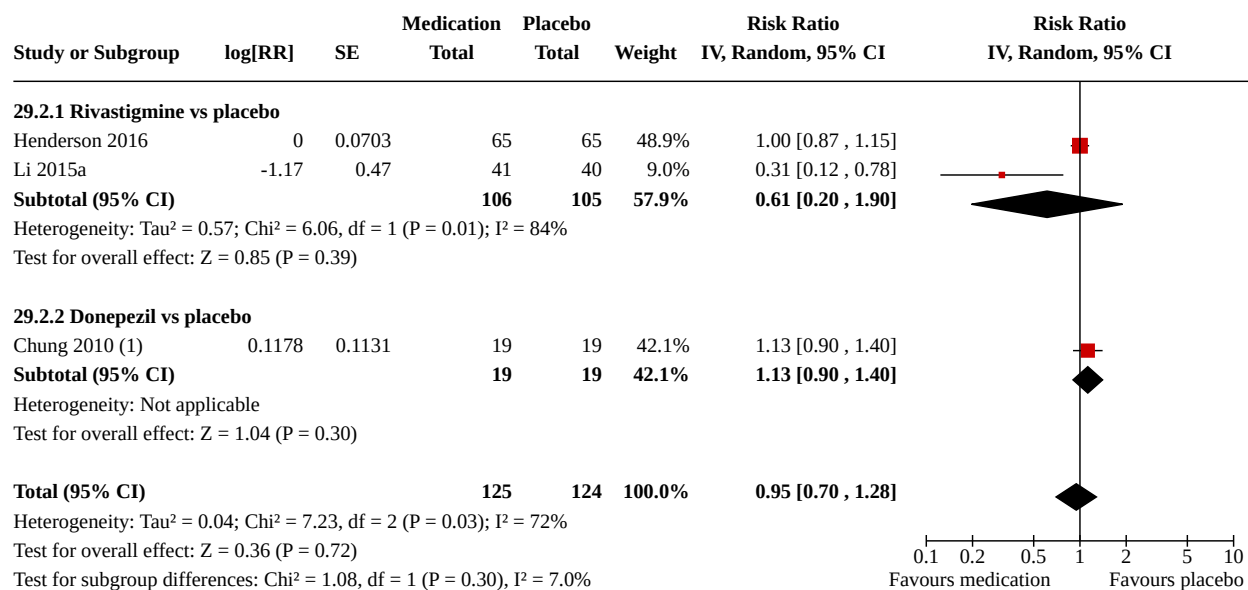 Medication Placebo Risk Ratio Risk Ratio
Study or Subgroup log[RR] SE Total Total Weight IV, Random, 95% CI IV, Random, 95% CI
29.2.1 Rivastigmine vs placebo
Henderson 2016 0 0.0703 65 65 48.9% 1.00 [0.87 , 1.15]
Li 2015a -1.17 0.47 41 40 9.0% 0.31 [0.12 , 0.78]
Subtotal (95% CI) 106 105 57.9% 0.61 [0.20 , 1.90]
Heterogeneity: Tau² = 0.57; Chi² = 6.06, df = 1 (P = 0.01); I² = 84%
Test for overall effect: Z = 0.85 (P = 0.39)
29.2.2 Donepezil vs placebo
Chung 2010 (1) 0.1178 0.1131 19 19 42.1% 1.13 [0.90 , 1.40]
Subtotal (95% CI) 19 19 42.1% 1.13 [0.90 , 1.40]
Heterogeneity: Not applicable
Test for overall effect: Z = 1.04 (P = 0.30)
Total (95% CI) 125 124 100.0% 0.95 [0.70 , 1.28]
Heterogeneity: Tau² = 0.04; Chi² = 7.23, df = 2 (P = 0.03); I² = 72%
Test for overall effect: Z = 0.36 (P = 0.72)
Test for subgroup differences: Chi² = 1.08, df = 1 (P = 0.30), I² = 7.0%
0.1 0.2 0.5 1 2 5 10
Favours medication Favours placebo